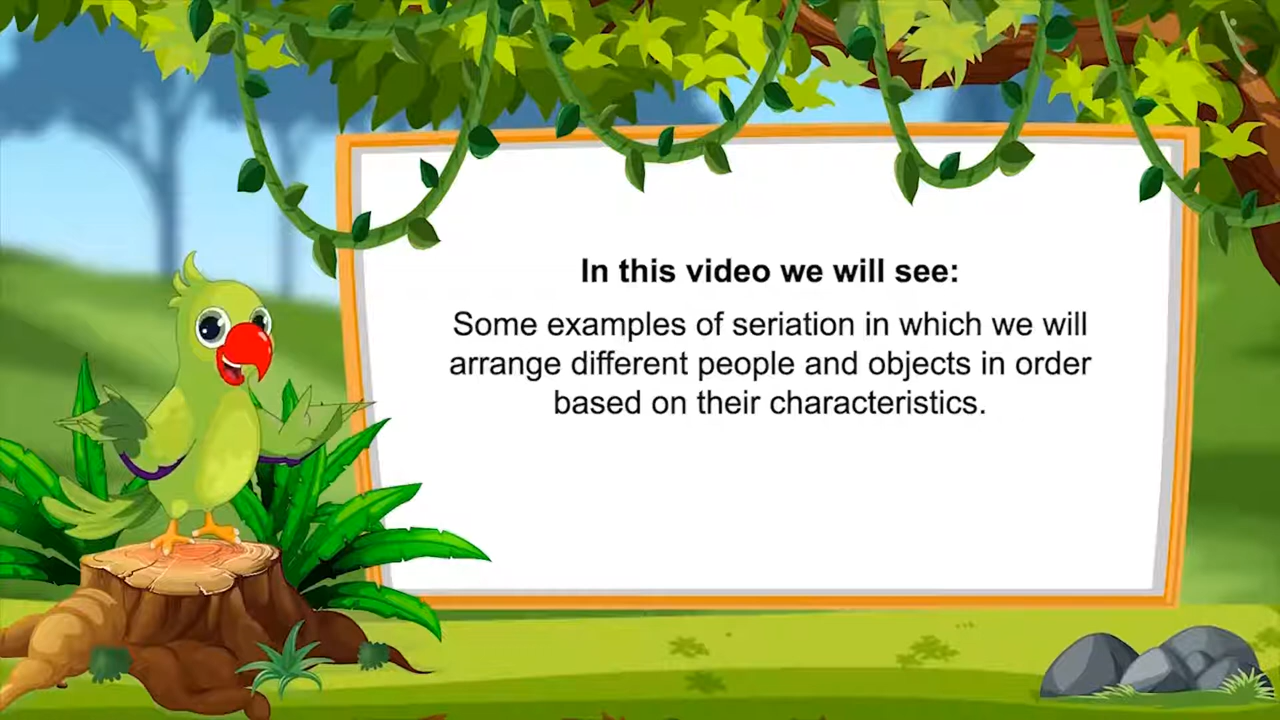 In this video we will see:
Some examples of seriation in which we will
arrange different people and objects in order
based on their characteristics.